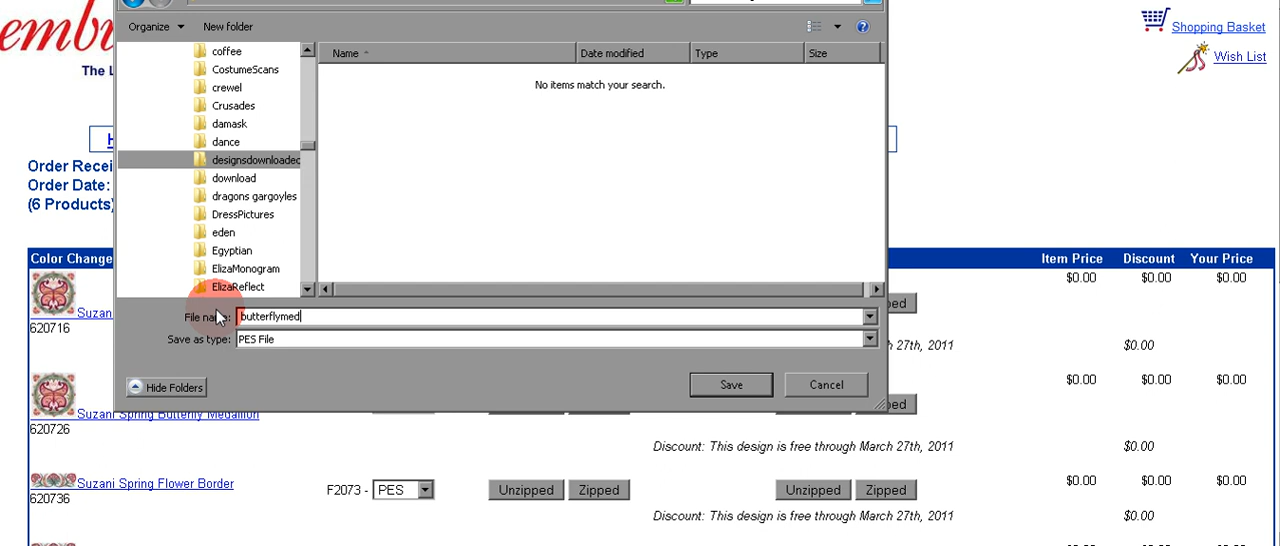 Organize
New folder
Shopping Basket
Wish List
The L
Name
Date modified
Type
Size
No items match your search.
coffee
CostumeScans
crewel
Crusades
damask
dance
designsdownloaded
download
dragons gargoyles
DressPictures
eden
Egyptian
ElizaMonogram
ElizaReflect
Order Recei
Order Date:
(6 Products)
Color Change
Item Price
Discount
Your Price
File name:
butterflymed
Save as type:
PES File
Hide Folders
Save
Cancel
Suzani
620716
$0.00
$0.00
$0.00
h 27th, 2011
$0.00
Suzani Spring Butterfly Medallion
620726
$0.00
$0.00
$0.00
Discount: This design is free through March 27th, 2011
$0.00
Suzani Spring Flower Border
620736
F2073 -
PES
Unzipped
Zipped
Unzipped
Zipped
$0.00
$0.00
$0.00
Discount: This design is free through March 27th, 2011
$0.00